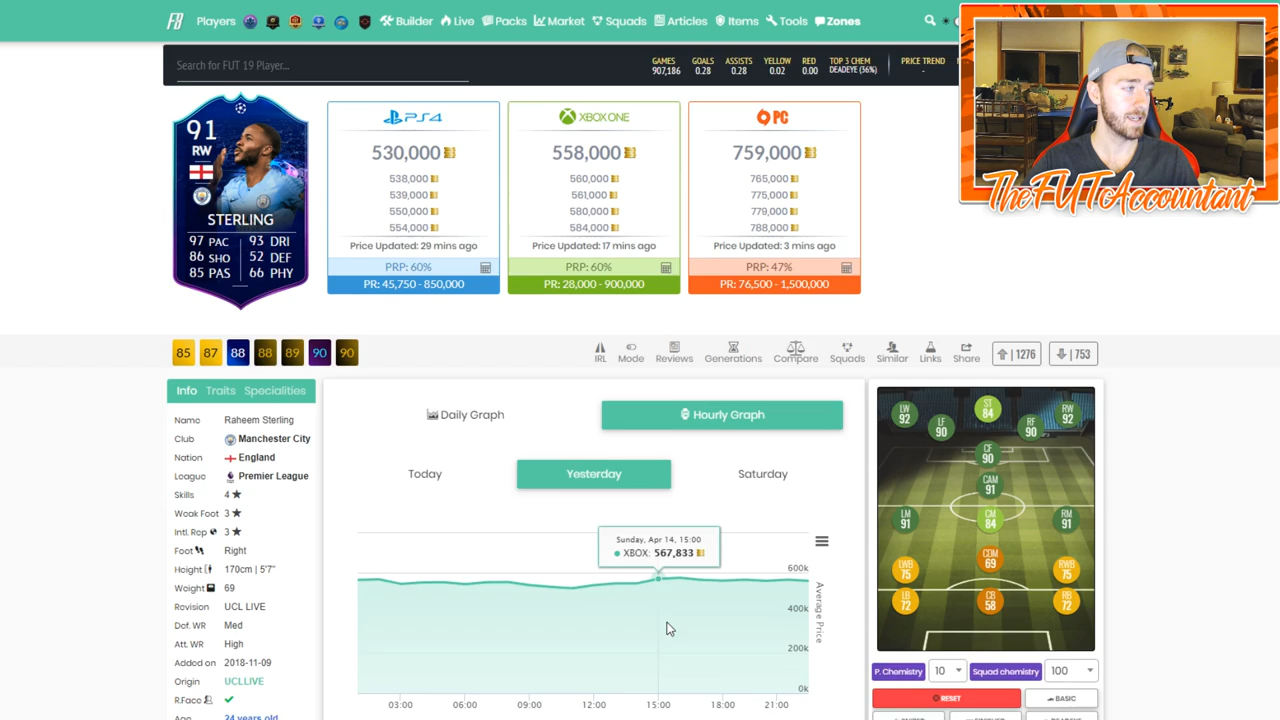 F8 Players Builder Live Packs Market Squads Articles Items Tools Zones
Search for FUT 19 Player...
GAMES GOALS ASSISTS YELLOW RED TOP 3 CHEM PRICE TREND
907,186 0.28 0.28 0.02 0.00 DEADEYE (36%) -
TheFUTAccountant
91
RW
STERLING
97 PAC 93 DRI
86 SHO 52 DEF
85 PAS 66 PHY
PS4
530,000
538,000
539,000
550,000
554,000
Price Updated: 29 mins ago
PRP: 60%
PR: 45,750 - 850,000
XBOX ONE
558,000
560,000
561,000
580,000
584,000
Price Updated: 17 mins ago
PRP: 60%
PR: 28,000 - 900,000
PC
759,000
765,000
775,000
779,000
788,000
Price Updated: 3 mins ago
PRP: 47%
PR: 76,500 - 1,500,000
85 87 88 88 89 90 90
IRL Mode Reviews Generations Compare Squads Similar Links Share
1276 753
Info Traits Specialities
Name Raheem Sterling
Club Manchester City
Nation England
League Premier League
Skills 4
Weak Foot 3
Intl. Rep 3
Foot Right
Height 170cm | 5'7"
Weight 69
Revision UCL LIVE
Def. WR Med
Att. WR High
Added on 2018-11-09
Origin UCLLIVE
R.Face
Age 24 years old
Daily Graph Hourly Graph
Today Yesterday Saturday
Sunday, Apr 14, 15:00
XBOX: 567,833
600k
400k
200k
0k
Average Price
03:00 06:00 09:00 12:00 15:00 18:00 21:00
LW 92
ST 84
RW 92
LF 90
RF 90
CF 90
CAM 91
LM 91
CM 84
RM 91
LWB 75
CDM 69
RWB 75
LB 72
CB 58
RB 72
P. Chemistry 10 Squad chemistry 100
RESET BASIC